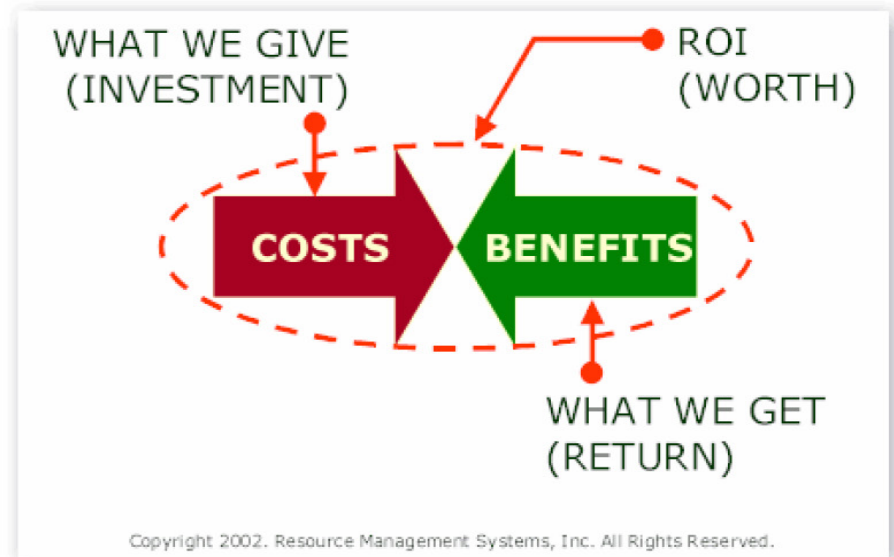 WHAT WE GIVE
(INVESTMENT)
ROI
(WORTH)
COSTS
BENEFITS
WHAT WE GET
(RETURN)
Copyright 2002. Resource Management Systems, Inc. All Rights Reserved.